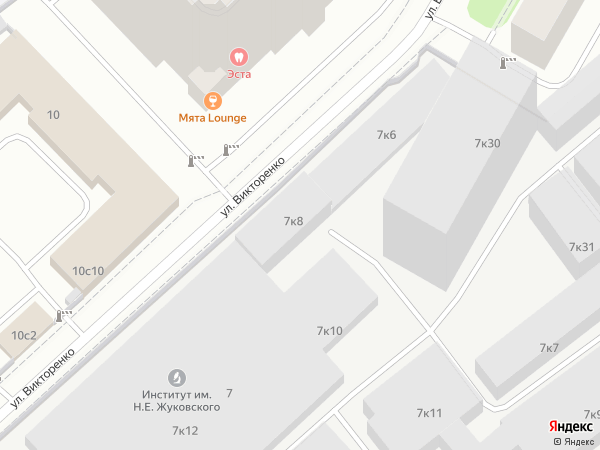 ул.
Эста
10
Мята Lounge
7к6
7к30
ул. Викторенко
7к8
7к31
10с10
10с2
7к10
7к7
ул. Викторенко
Институт им.
Н.Е. Жуковского
7
7к11
7к12
Яндекс
© Яндекс